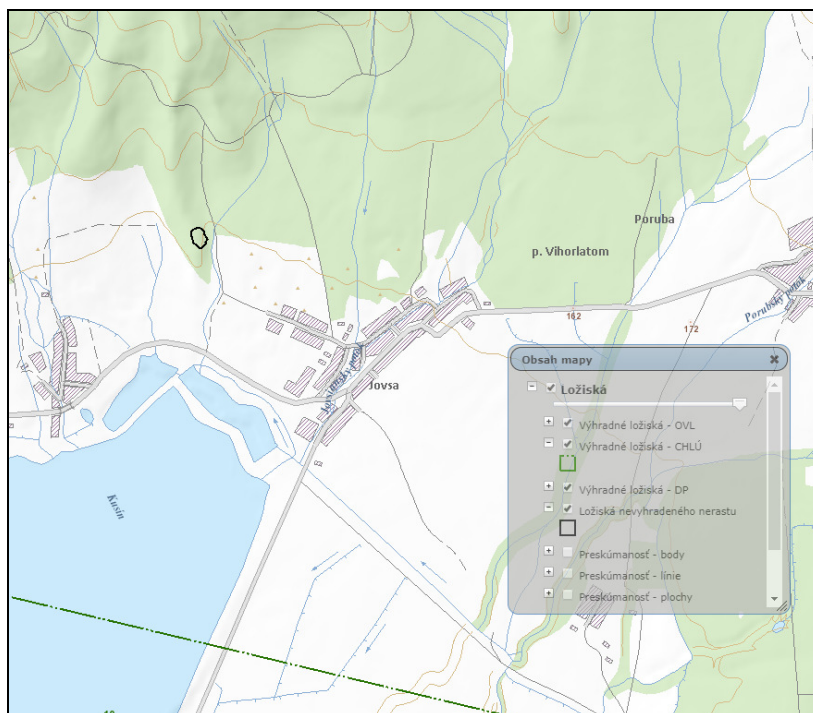 Poruba
p. Vihorlatom
Porubský potok
162
172
Obsah mapy
Ložiská
Výhradné ložiská - OVL
Výhradné ložiská - CHLÚ
Výhradné ložiská - DP
Ložiská nevyhradeného nerastu
Preskúmanosť - body
Preskúmanosť - línie
Preskúmanosť - plochy
Jovsa
Kusin